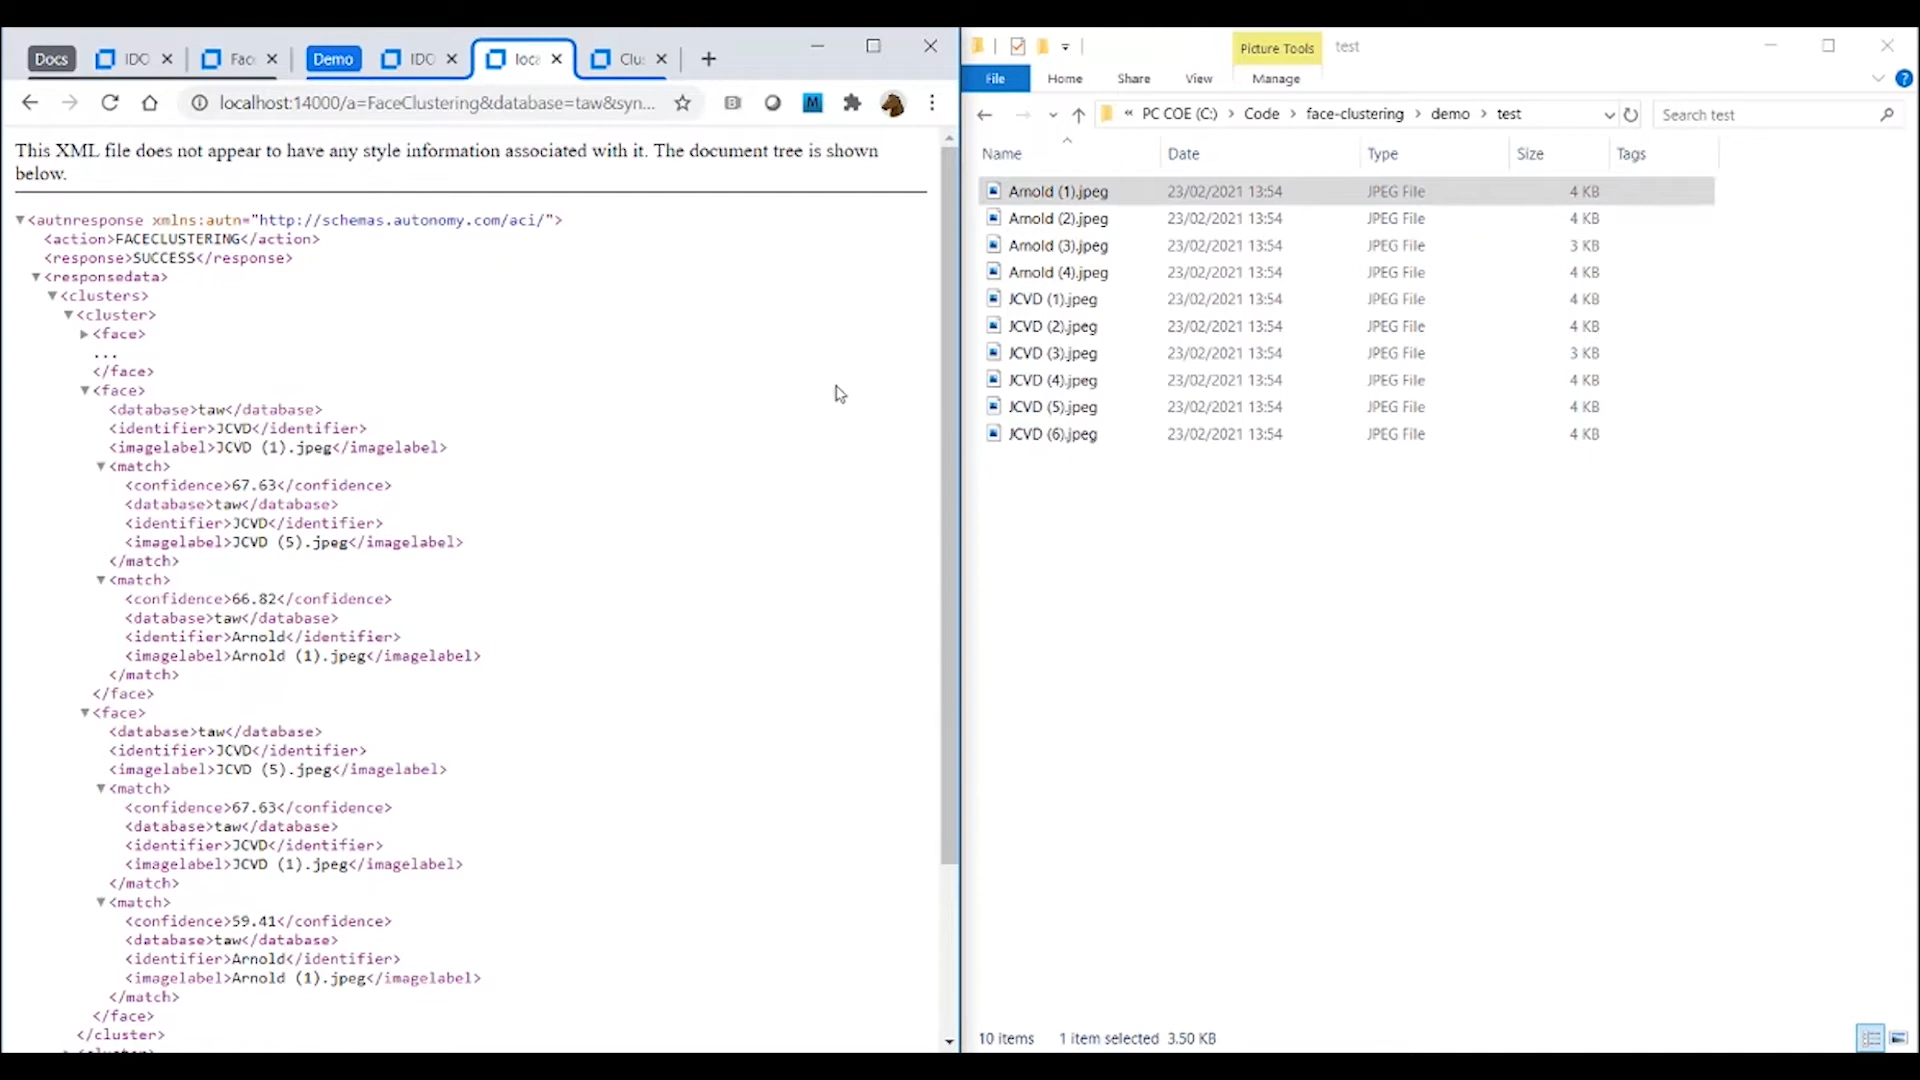 Docs
IDO
Fac
Demo
IDO
loca
Clu
localhost:14000/a=FaceClustering&database=taw&syn...
This XML file does not appear to have any style information associated with it. The document tree is shown
below.
<autnresponse xmlns:autn="http://schemas.autonomy.com/aci/">
<action>FACECLUSTERING</action>
<response>SUCCESS</response>
<responsedata>
<clusters>
<cluster>
<face>
...
</face>
<face>
<database>taw</database>
<identifier>JCVD</identifier>
<imagelabel>JCVD (1).jpeg</imagelabel>
<match>
<confidence>67.63</confidence>
<database>taw</database>
<identifier>JCVD</identifier>
<imagelabel>JCVD (5).jpeg</imagelabel>
</match>
<match>
<confidence>66.82</confidence>
<database>taw</database>
<identifier>Arnold</identifier>
<imagelabel>Arnold (1).jpeg</imagelabel>
</match>
</face>
<face>
<database>taw</database>
<identifier>JCVD</identifier>
<imagelabel>JCVD (5).jpeg</imagelabel>
<match>
<confidence>67.63</confidence>
<database>taw</database>
<identifier>JCVD</identifier>
<imagelabel>JCVD (1).jpeg</imagelabel>
</match>
<match>
<confidence>59.41</confidence>
<database>taw</database>
<identifier>Arnold</identifier>
<imagelabel>Arnold (1).jpeg</imagelabel>
</match>
</face>
</cluster>
Picture Tools test
File Home Share View Manage
« PC COE (C:) Code face-clustering demo test
Search test
Name Date Type Size Tags
Arnold (1).jpeg 23/02/2021 13:54 JPEG File 4 KB
Arnold (2).jpeg 23/02/2021 13:54 JPEG File 4 KB
Arnold (3).jpeg 23/02/2021 13:54 JPEG File 3 KB
Arnold (4).jpeg 23/02/2021 13:54 JPEG File 4 KB
JCVD (1).jpeg 23/02/2021 13:54 JPEG File 4 KB
JCVD (2).jpeg 23/02/2021 13:54 JPEG File 4 KB
JCVD (3).jpeg 23/02/2021 13:54 JPEG File 3 KB
JCVD (4).jpeg 23/02/2021 13:54 JPEG File 4 KB
JCVD (5).jpeg 23/02/2021 13:54 JPEG File 4 KB
JCVD (6).jpeg 23/02/2021 13:54 JPEG File 4 KB
10 items 1 item selected 3.50 KB